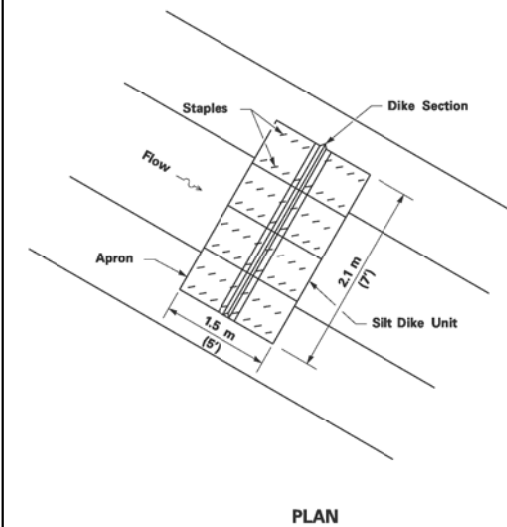 Staples
Dike Section
Flow
Apron
2.1 m
(7')
Silt Dike Unit
1.5 m
(5')
PLAN